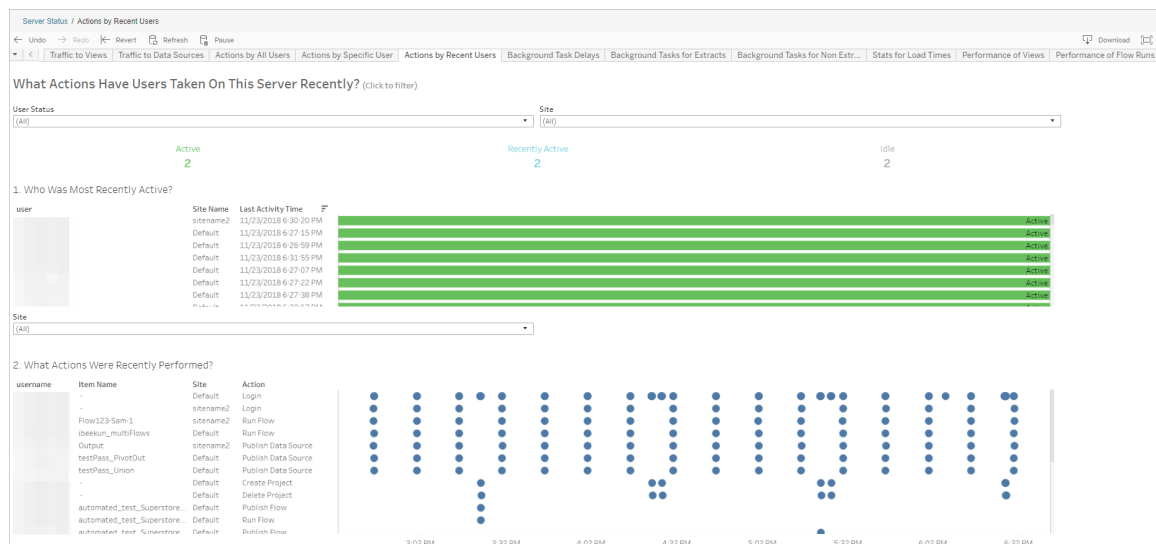 Server Status / Actions by Recent Users
← Undo → Redo |← Revert Refresh Pause Download
Traffic to Views Traffic to Data Sources Actions by All Users Actions by Specific User Actions by Recent Users Background Task Delays Background Tasks for Extracts Background Tasks for Non Extr... Stats for Load Times Performance of Views Performance of Flow Runs
What Actions Have Users Taken On This Server Recently? (Click to filter)
User Status Site
(All) (All)
Active Recently Active Idle
2 2 2
1. Who Was Most Recently Active?
user Site Name Last Activity Time
sitename2 11/23/2018 6:30:20 PM Active
Default 11/23/2018 6:27:15 PM Active
Default 11/23/2018 6:26:59 PM Active
Default 11/23/2018 6:31:55 PM Active
Default 11/23/2018 6:27:07 PM Active
Default 11/23/2018 6:27:22 PM Active
Default 11/23/2018 6:27:38 PM Active
Site
(All)
2. What Actions Were Recently Performed?
username Item Name Site Action
- Default Login
- sitename2 Login
Flow123-Sam-1 sitename2 Run Flow
ibeekun_multiFlows Default Run Flow
Output sitename2 Publish Data Source
testPass_PivotOut Default Publish Data Source
testPass_Union Default Publish Data Source
- Default Create Project
- Default Delete Project
automated_test_Superstore... Default Publish Flow
automated_test_Superstore... Default Run Flow
automated_test_Superstore... Default Publish Flow
3:02 PM 3:32 PM 4:02 PM 4:32 PM 5:02 PM 5:32 PM 6:02 PM 6:32 PM